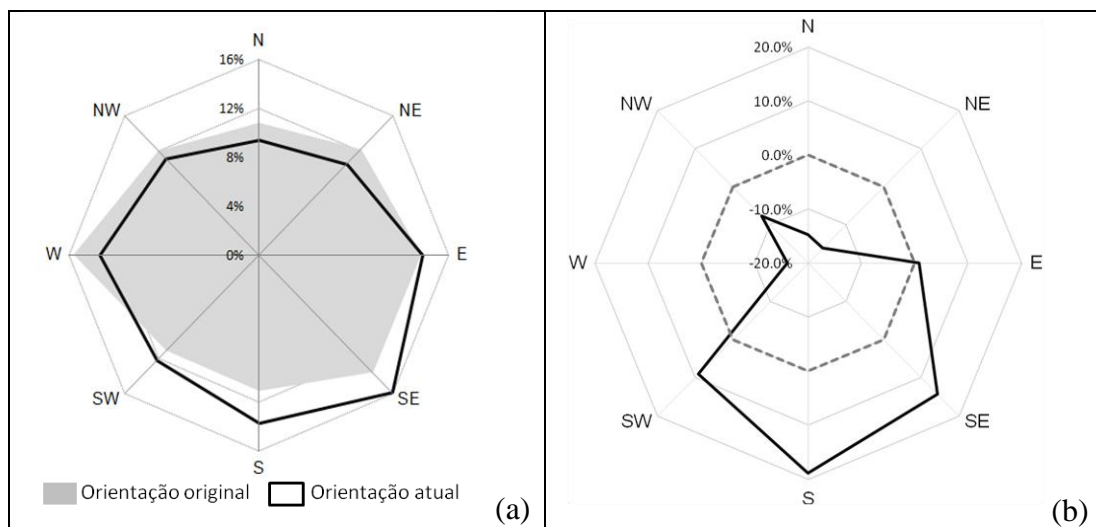 N
16%
NW
NE
12%
8%
4%
W
0%
E
SW
SE
S
Orientação original
Orientação atual
(a)
N
20.0%
NW
NE
10.0%
0.0%
-10.0%
W
-20.0%
E
SW
SE
S
(b)